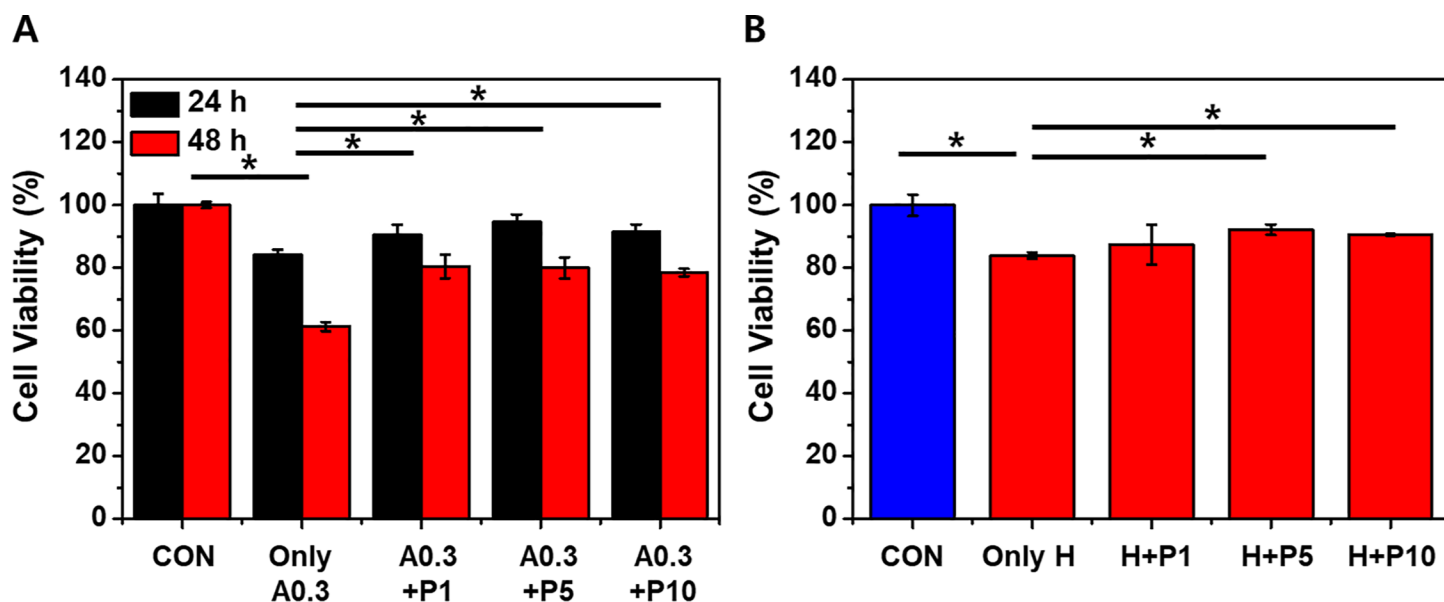 A
Cell Viability (%)
140
120
100
80
60
40
20
0
24 h
48 h
*
*
*
*
CON
Only
A0.3
A0.3
+P1
A0.3
+P5
A0.3
+P10
B
Cell Viability (%)
140
120
100
80
60
40
20
0
*
*
*
CON
Only H
H+P1
H+P5
H+P10